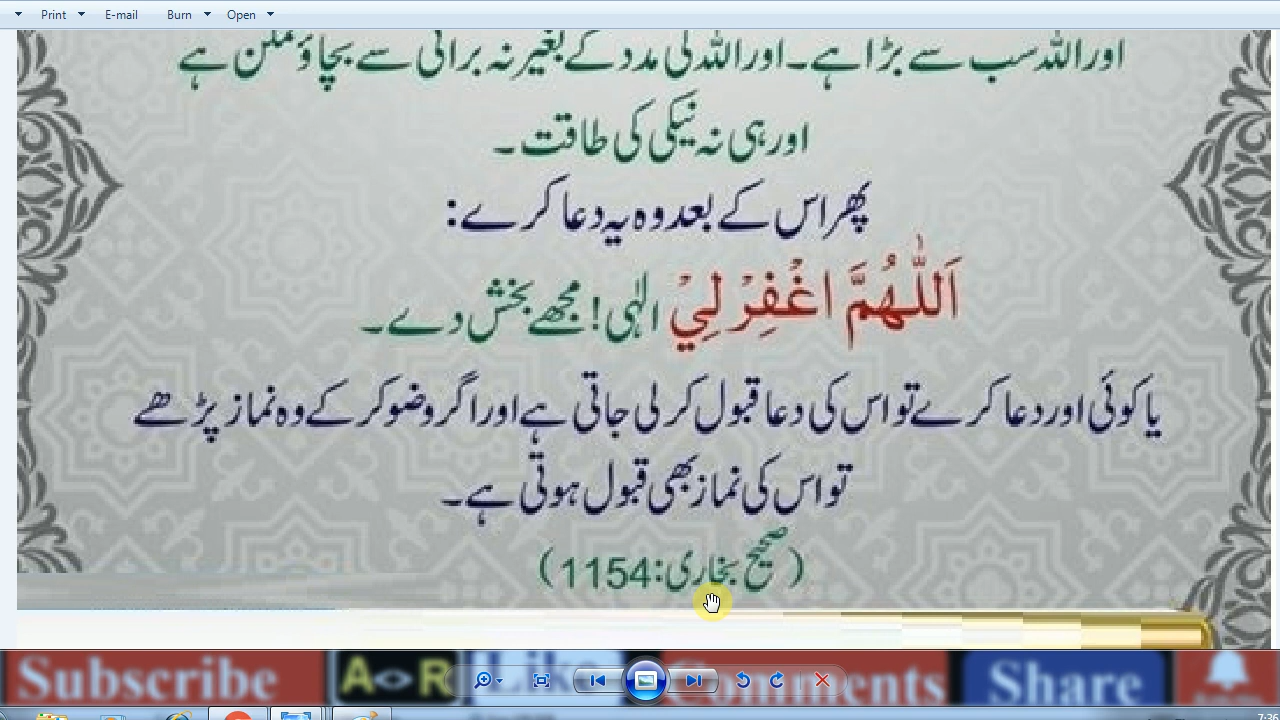 Print E-mail Burn Open
اور اللہ سب سے بڑا ہے۔ اور اللہ کی مدد کے بغیر نہ برائی سے بچاؤ ممکن ہے
اور ہی نہ نیکی کی طاقت۔
پھر اس کے بعد وہ یہ دعا کرے:
اَللّٰهُمَّ اغْفِرْ لِيْ الٰہی! مجھے بخش دے۔
یا کوئی اور دعا کرے تو اس کی دعا قبول کر لی جاتی ہے اور اگر وضو کر کے وہ نماز پڑھے
تو اس کی نماز بھی قبول ہوتی ہے۔
(صحیح بخاری: 1154)
Subscribe A<>R Like Comments Share